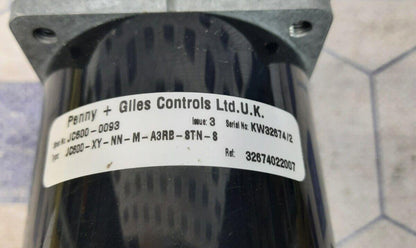 Penny + Giles Controls Ltd.U.K.
JC600-0093 Issue: 3 Serial No: KW32674/2
Type: JC600-XY-NN-M-A3RB-8TN-S
Ref: 32674022007